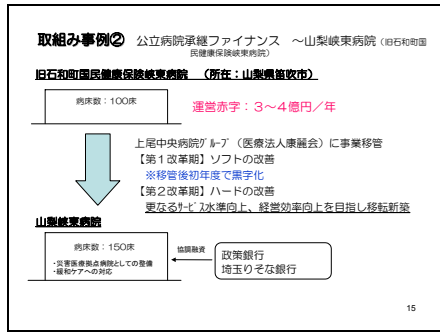 取組み事例② 公立病院承継ファイナンス ~山梨峡東病院(旧石和町国
民健康保険峡東病院)
旧石和町国民健康保険峡東病院 (所在:山梨県笛吹市)
病床数:100床
運営赤字:3~4億円/年
上尾中央病院グループ(医療法人康麗会)に事業移管
【第1改革期】ソフトの改善
※移管後初年度で黒字化
【第2改革期】ハードの改善
更なるサービス水準向上、経営効率向上を目指し移転新築
山梨峡東病院
病床数:150床
・災害医療拠点病院としての整備
・緩和ケアへの対応
協調融資
政策銀行
埼玉りそな銀行
15